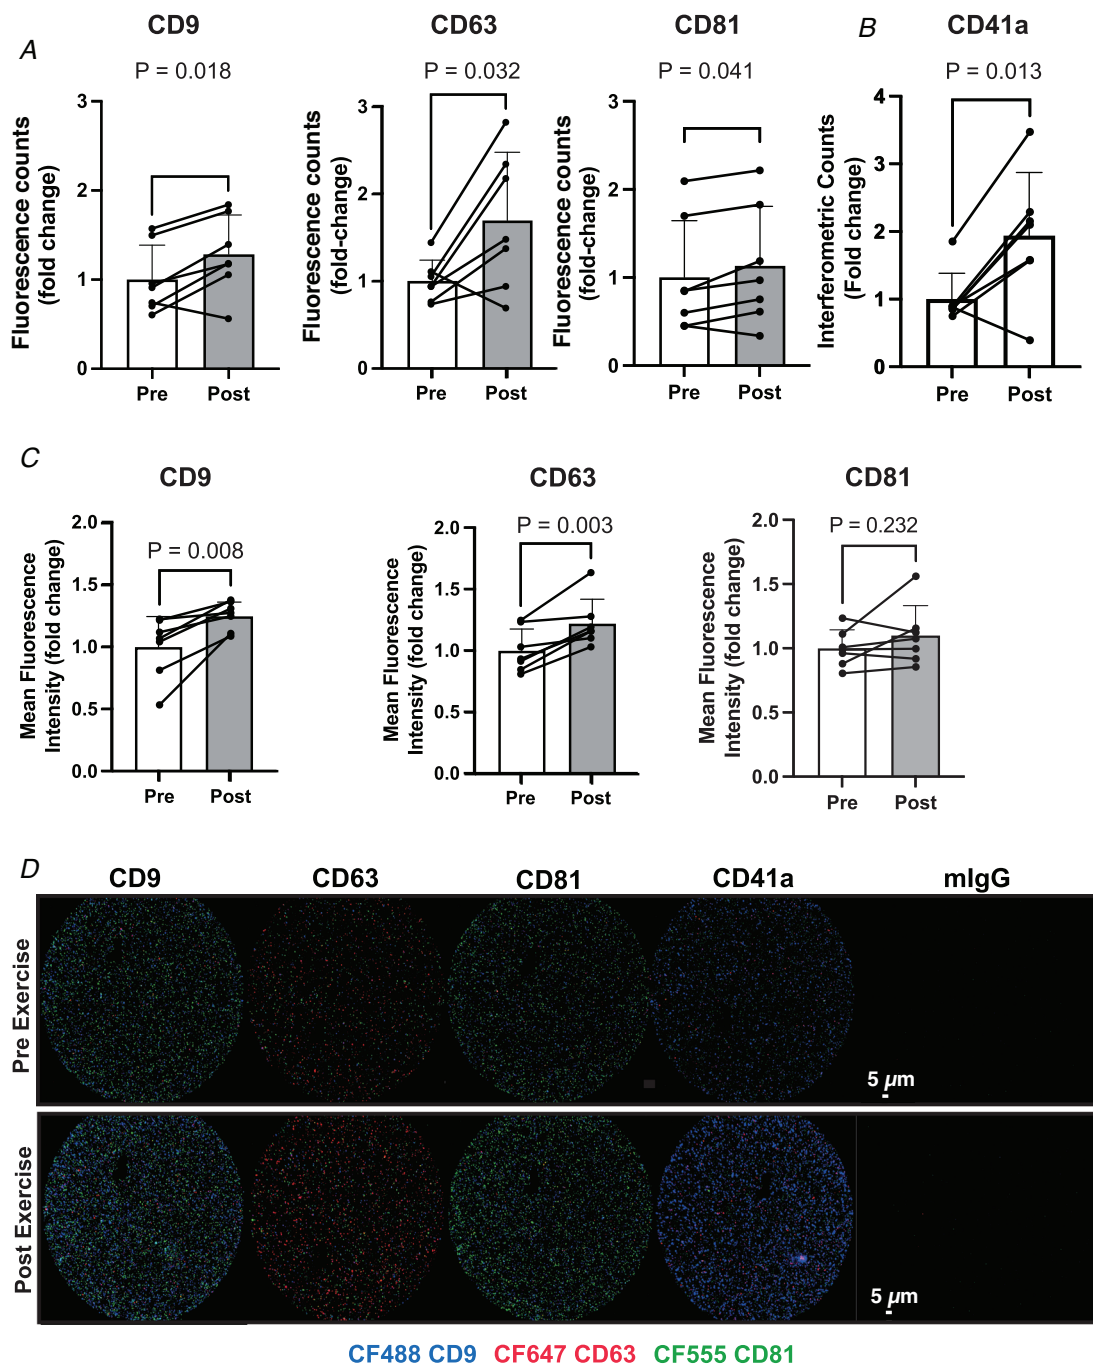 A
CD9
P = 0.018
Fluorescence counts
(fold change)
3
2
1
0
Pre
Post
CD63
P = 0.032
Fluorescence counts
(fold-change)
3
2
1
0
Pre
Post
CD81
P = 0.041
Fluorescence counts
(fold-change)
3
2
1
0
Pre
Post
B
CD41a
P = 0.013
Interferometric Counts
(Fold change)
4
3
2
1
0
Pre
Post
C
CD9
P = 0.008
Mean Fluorescence
Intensity (fold change)
2.0
1.5
1.0
0.5
0.0
Pre
Post
CD63
P = 0.003
Mean Fluorescence
Intensity (fold change)
2.0
1.5
1.0
0.5
0.0
Pre
Post
CD81
P = 0.232
Mean Fluorescence
Intensity (fold change)
2.0
1.5
1.0
0.5
0.0
Pre
Post
D
CD9 CD63 CD81 CD41a mIgG
Pre Exercise
5 µm
Post Exercise
5 µm
CF488 CD9 CF647 CD63 CF555 CD81